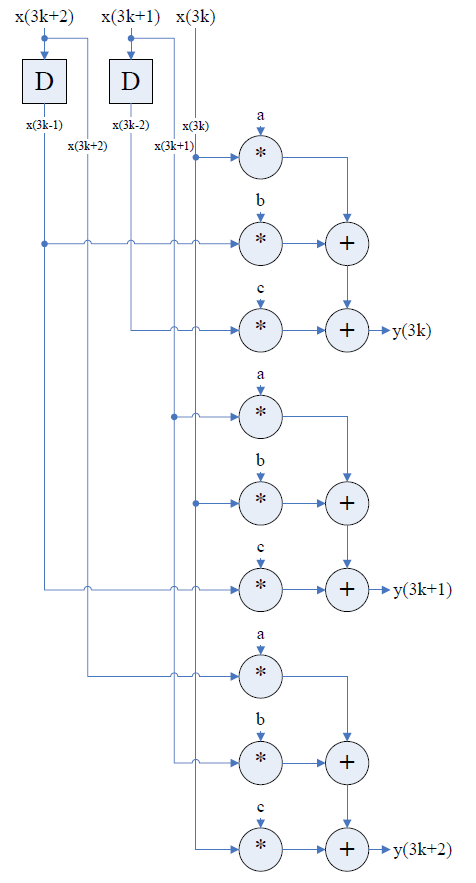 x(3k+2) x(3k+1) x(3k)
D D
x(3k-1) x(3k-2) x(3k)
x(3k+2) x(3k+1)
a
*
b
* +
c
* + y(3k)
a
*
b
* +
c
* + y(3k+1)
a
*
b
* +
c
* + y(3k+2)